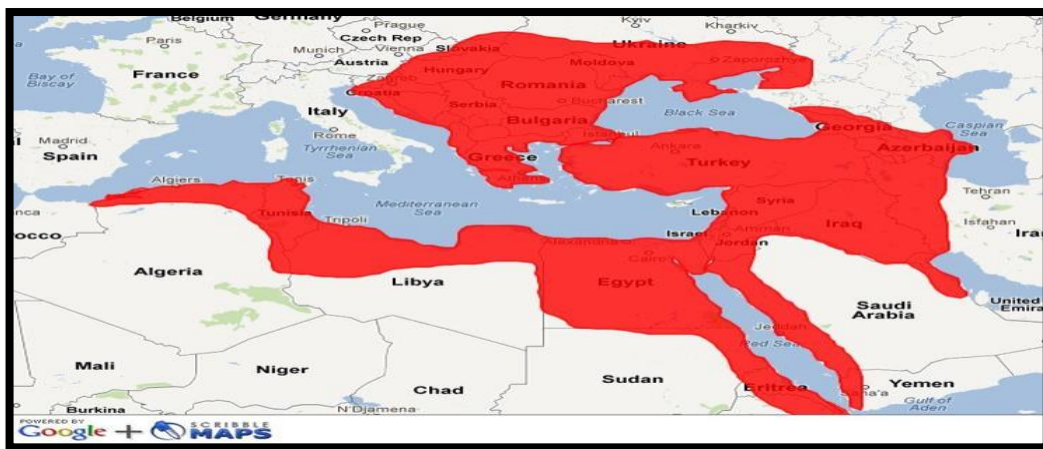 Belgium
Germany
Prague
Kyiv
Kharkiv
Paris
Czech Rep
Munich
Vienna
Slovakia
Ukraine
Austria
Zaporozhye
Bay of
Biscay
France
Hungary
Moldova
Zagreb
Croatia
Romania
Italy
Serbia
Bucharest
Black Sea
Caspian
Sea
Madrid
Rome
Bulgaria
Georgia
Spain
Tyrrhenian
Sea
Istanbul
Ankara
Azerbaijan
Greece
Turkey
Algiers
Tunis
Athens
Tehran
Tunisia
Mediterranean
Sea
Syria
Lebanon
Tripoli
Iraq
Isfahan
Israel
Amman
Iran
Alexandria
Jordan
Cairo
Algeria
Libya
Egypt
Saudi
Arabia
United
Jeddah
Red Sea
Mali
Niger
Chad
Sudan
Eritrea
Yemen
Sana'a
Burkina
N'Djamena
Gulf of
Aden
POWERED BY
Google + SCRIBBLE
MAPS